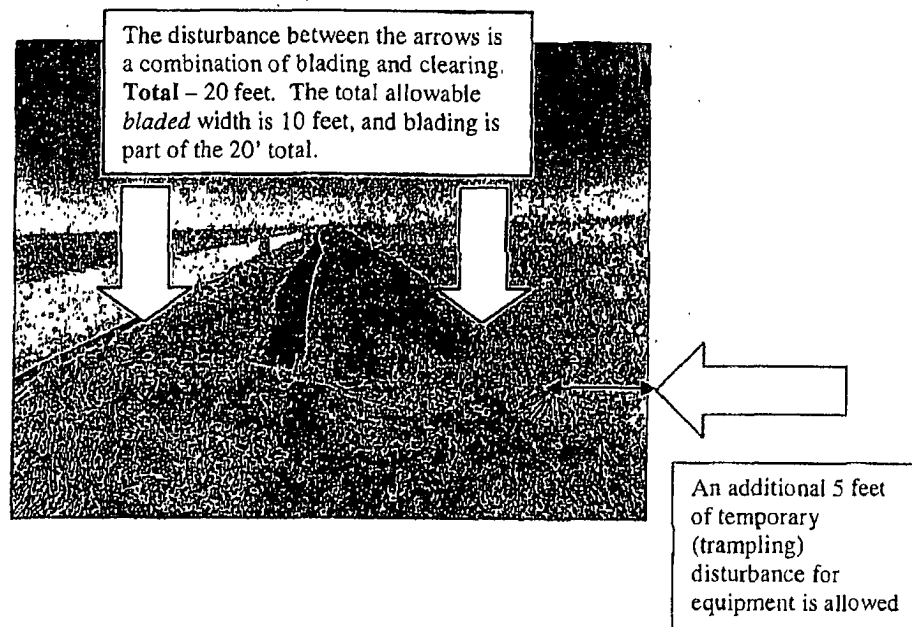 The disturbance between the arrows is
a combination of blading and clearing.
Total – 20 feet. The total allowable
bladed width is 10 feet, and blading is
part of the 20' total.
An additional 5 feet
of temporary
(trampling)
disturbance for
equipment is allowed